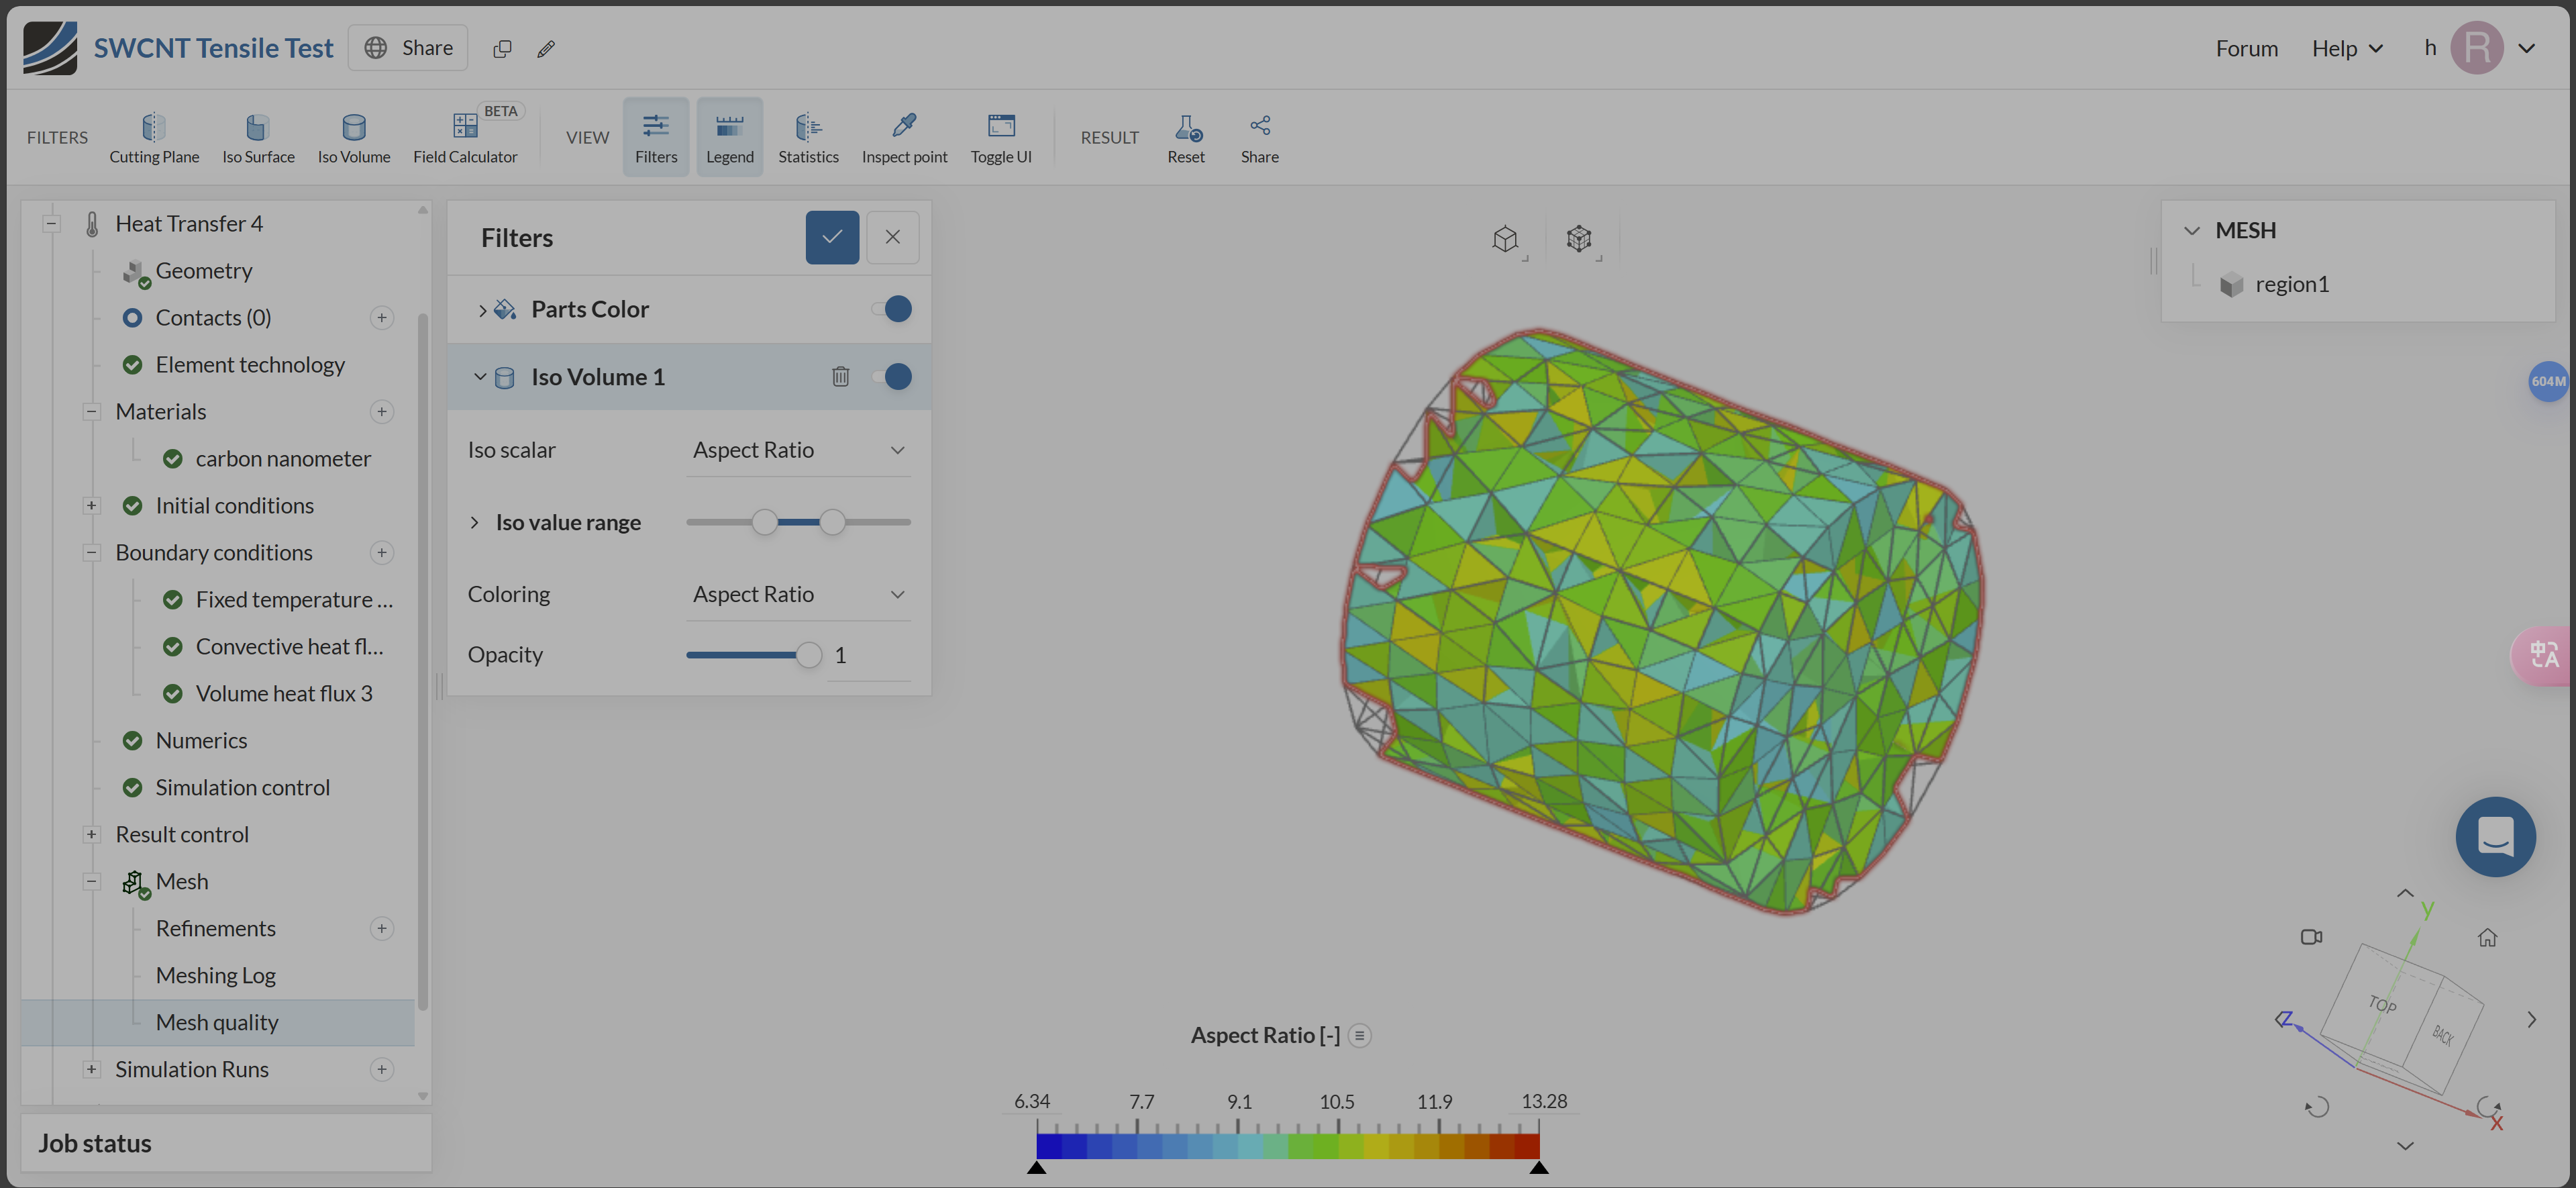 SWCNT Tensile Test
Share
Forum
Help
h
R
FILTERS
Cutting Plane
Iso Surface
Iso Volume
BETA
Field Calculator
VIEW
Filters
Legend
Statistics
Inspect point
Toggle UI
RESULT
Reset
Share
Heat Transfer 4
Geometry
Contacts (0)
Element technology
Materials
carbon nanometer
Initial conditions
Boundary conditions
Fixed temperature ...
Convective heat fl...
Volume heat flux 3
Numerics
Simulation control
Result control
Mesh
Refinements
Meshing Log
Mesh quality
Simulation Runs
Job status
Filters
Parts Color
Iso Volume 1
Iso scalar
Aspect Ratio
Iso value range
Coloring
Aspect Ratio
Opacity
1
MESH
region1
604M
中A
Aspect Ratio [-]
6.34 7.7 9.1 10.5 11.9 13.28
y
TOP
BACK
Z
X